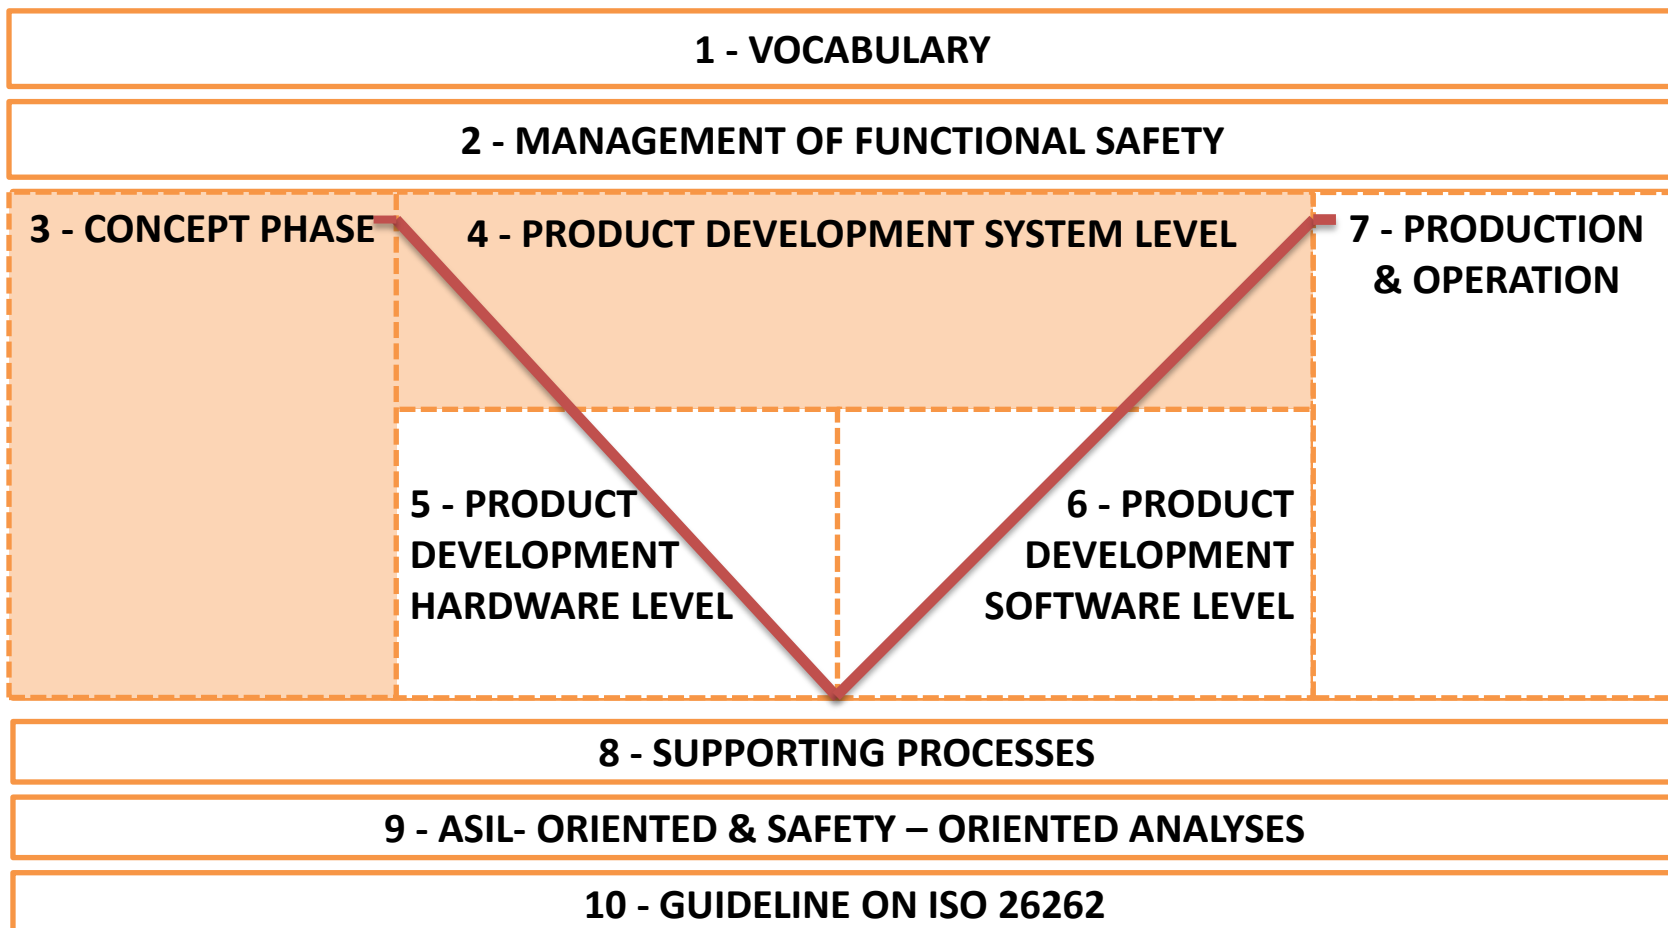 1 - VOCABULARY
2 - MANAGEMENT OF FUNCTIONAL SAFETY
3 - CONCEPT PHASE
4 - PRODUCT DEVELOPMENT SYSTEM LEVEL
7 - PRODUCTION
& OPERATION
5 - PRODUCT
DEVELOPMENT
HARDWARE LEVEL
6 - PRODUCT
DEVELOPMENT
SOFTWARE LEVEL
8 - SUPPORTING PROCESSES
9 - ASIL- ORIENTED & SAFETY – ORIENTED ANALYSES
10 - GUIDELINE ON ISO 26262